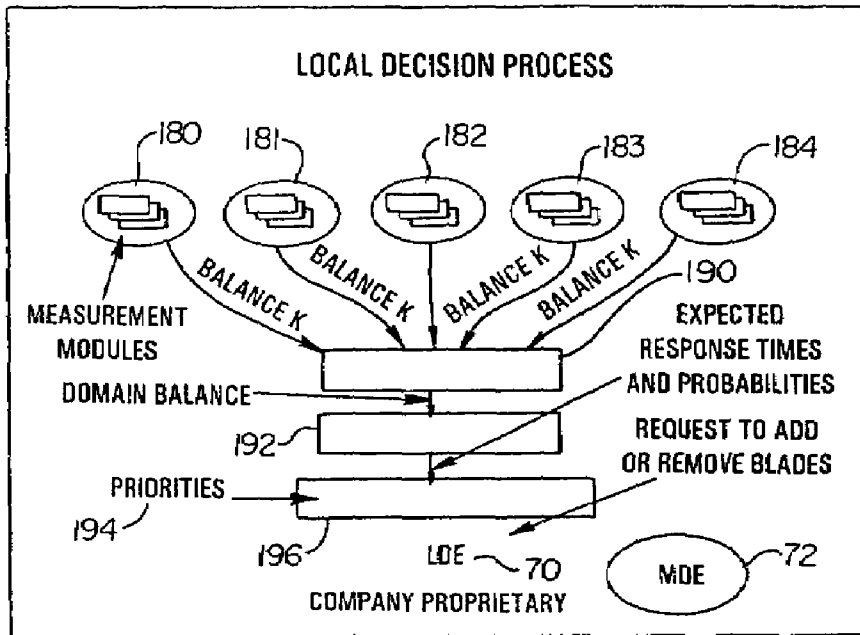 LOCAL DECISION PROCESS
180
181
182
183
184
BALANCE K
BALANCE K
BALANCE K
BALANCE K
190
MEASUREMENT
MODULES
EXPECTED
RESPONSE TIMES
AND PROBABILITIES
DOMAIN BALANCE
192
REQUEST TO ADD
OR REMOVE BLADES
PRIORITIES
194
196
LDE
70
MDE
72
COMPANY PROPRIETARY